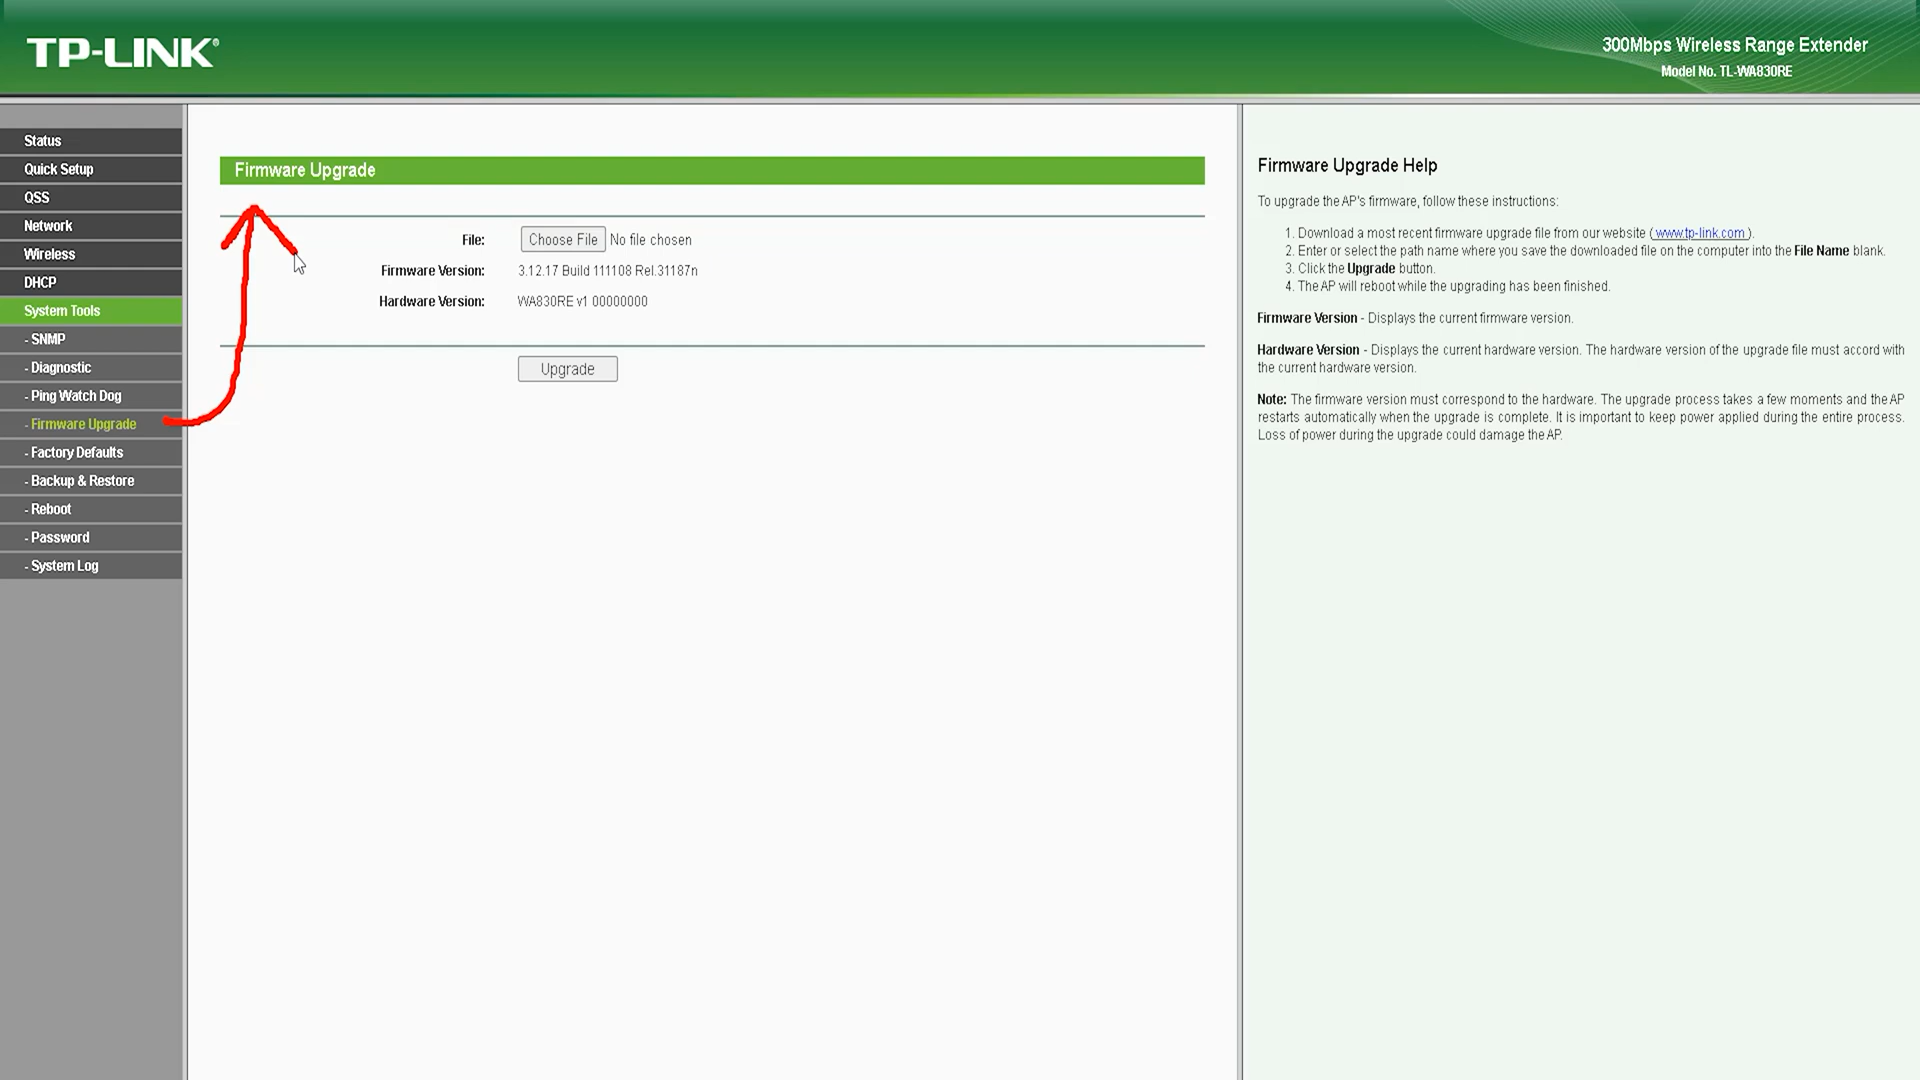 TP-LINK®
300Mbps Wireless Range Extender
Model No. TL-WA830RE
Status
Quick Setup
QSS
Network
Wireless
DHCP
System Tools
- SNMP
- Diagnostic
- Ping Watch Dog
- Firmware Upgrade
- Factory Defaults
- Backup & Restore
- Reboot
- Password
- System Log
Firmware Upgrade
File: Choose File No file chosen
Firmware Version: 3.12.17 Build 111108 Rel.31187n
Hardware Version: WA830RE v1 00000000
Upgrade
Firmware Upgrade Help
To upgrade the AP's firmware, follow these instructions:
1. Download a most recent firmware upgrade file from our website ( www.tp-link.com ).
2. Enter or select the path name where you save the downloaded file on the computer into the File Name blank.
3. Click the Upgrade button.
4. The AP will reboot while the upgrading has been finished.
Firmware Version - Displays the current firmware version.
Hardware Version - Displays the current hardware version. The hardware version of the upgrade file must accord with
the current hardware version.
Note: The firmware version must correspond to the hardware. The upgrade process takes a few moments and the AP
restarts automatically when the upgrade is complete. It is important to keep power applied during the entire process.
Loss of power during the upgrade could damage the AP.